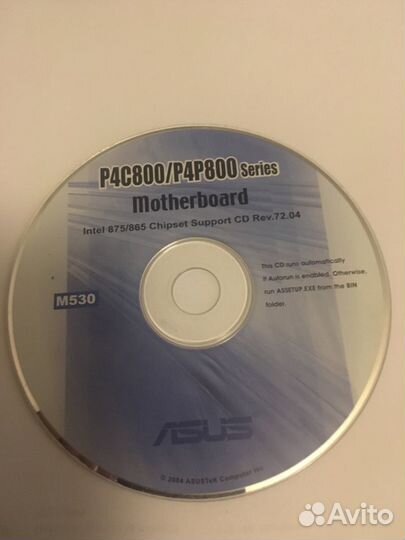 P4C800/P4P800 Series
Motherboard
Intel 875/865 Chipset Support CD Rev.72.04
This CD runs automatically
if Autorun is enabled. Otherwise,
run ASSETUP.EXE from the BIN
folder.
M530
ASUS
© 2004 ASUSTeK Computer Inc
Avito